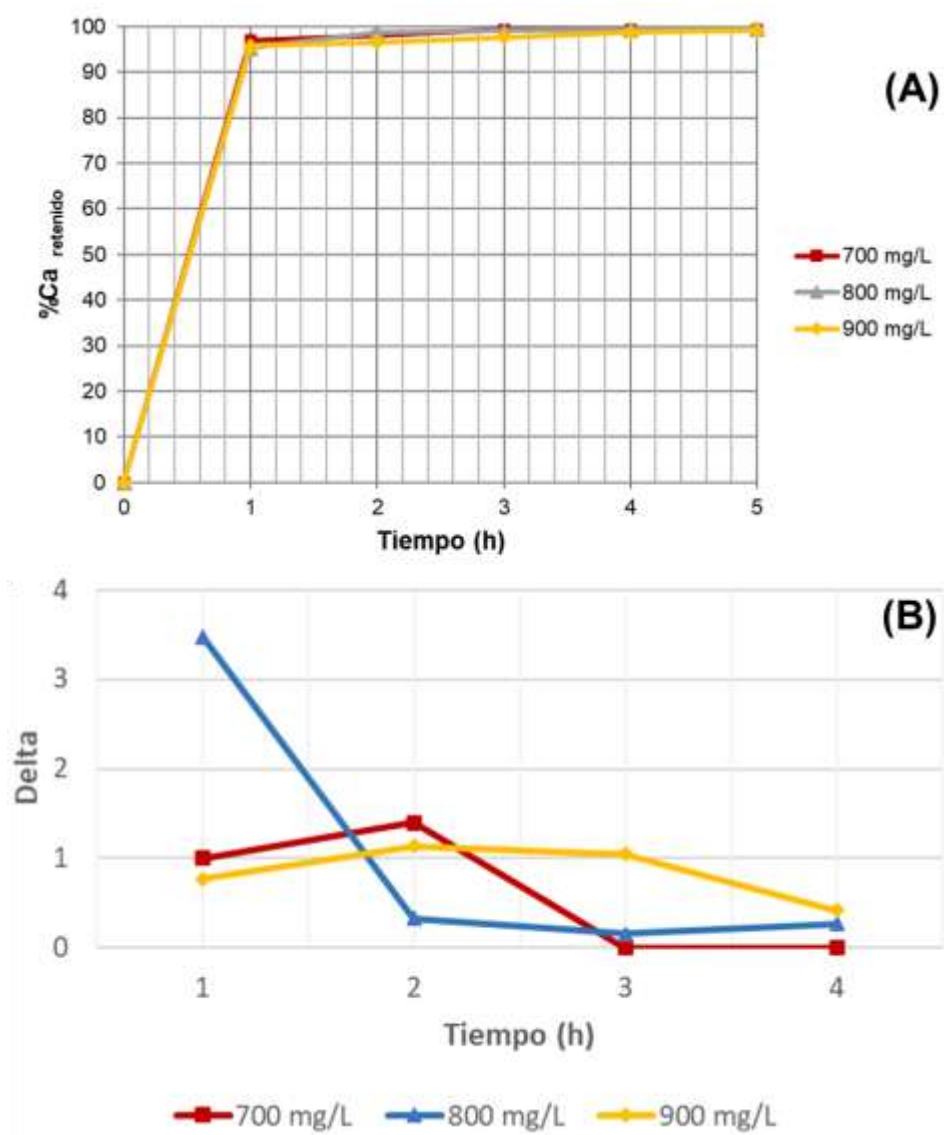 100
90
80
70
60
50
40
30
20
10
0
%Ca retenido
0 1 2 3 4 5
Tiempo (h)
(A)
700 mg/L
800 mg/L
900 mg/L
(B)
4
3
2
1
0
Delta
1 2 3 4
Tiempo (h)
700 mg/L 800 mg/L 900 mg/L